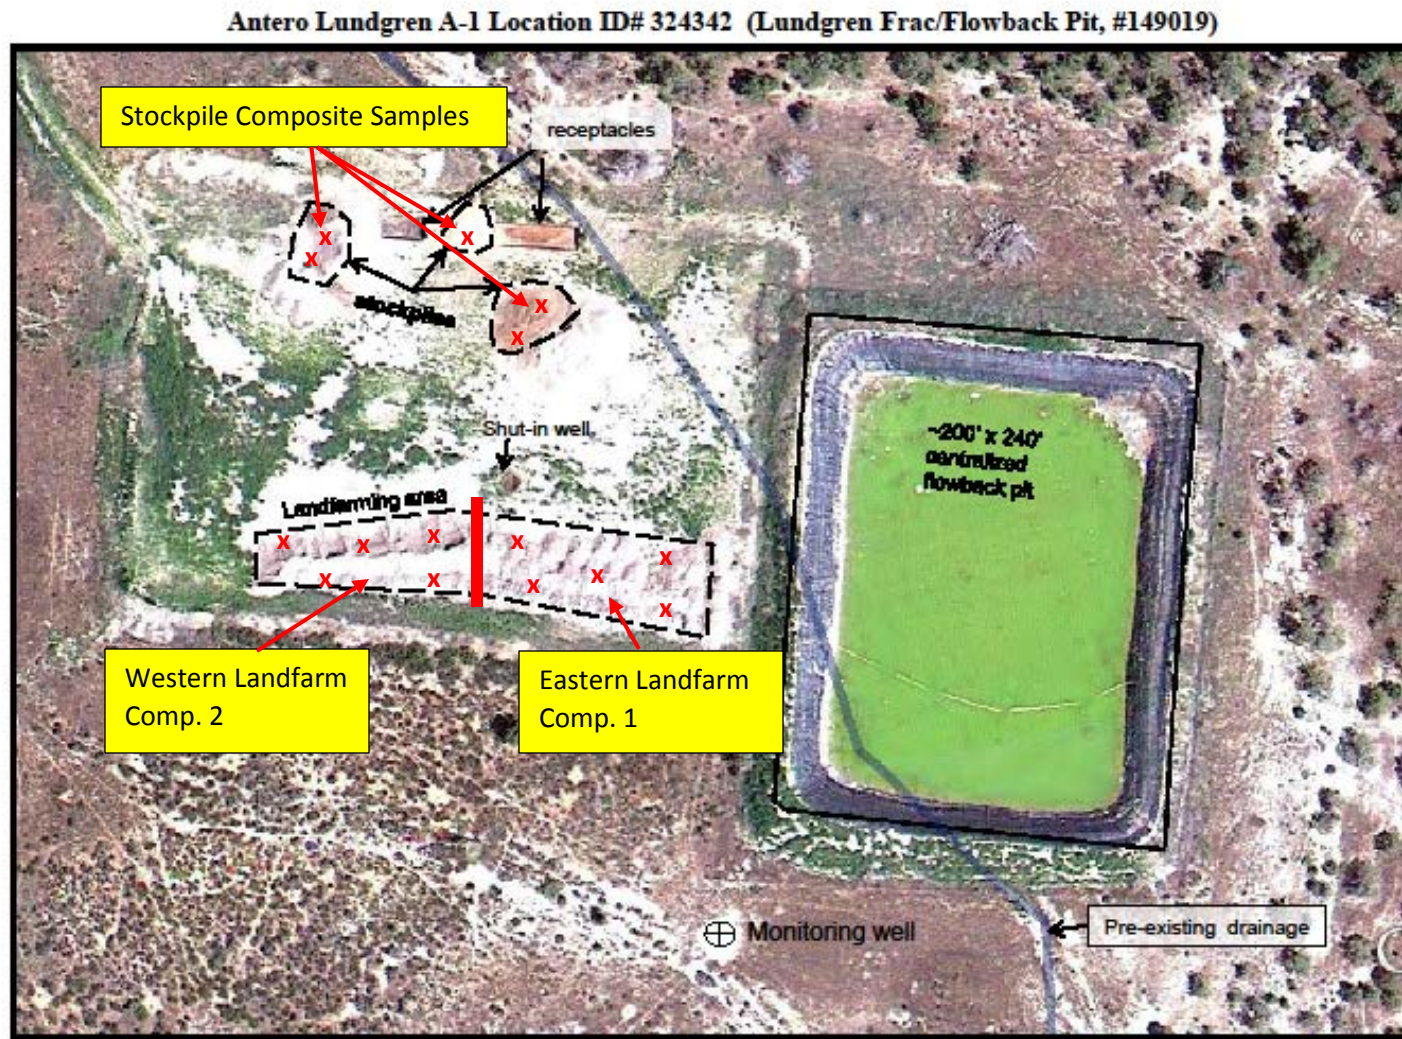 Antero Lundgren A-1 Location ID# 324342 (Lundgren Frac/Flowback Pit, #149019)
Stockpile Composite Samples
receptacles
x
x
x
stockpiles
x
x
Shut-in well
Landfarming area
~200' x 240'
centralized
flowback pit
x
x
x
x
x
x
x
x
x
x
Western Landfarm
Comp. 2
Eastern Landfarm
Comp. 1
Monitoring well
Pre-existing drainage